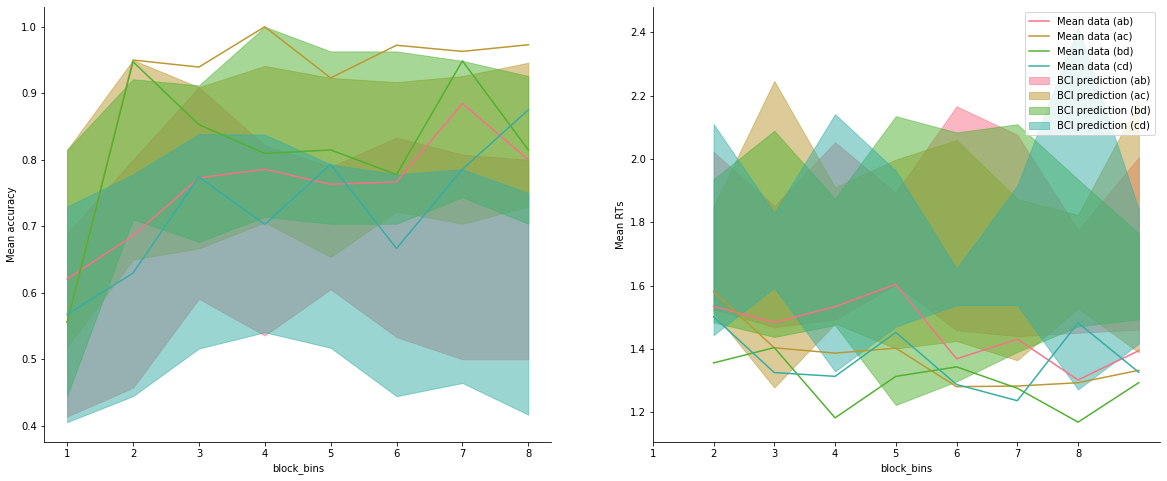 1.0
0.9
0.8
0.7
0.6
0.5
0.4
Mean accuracy
1 2 3 4 5 6 7 8
block_bins
2.4
2.2
2.0
1.8
1.6
1.4
1.2
Mean RTs
1 2 3 4 5 6 7 8
block_bins
Mean data (ab)
Mean data (ac)
Mean data (bd)
Mean data (cd)
BCI prediction (ab)
BCI prediction (ac)
BCI prediction (bd)
BCI prediction (cd)